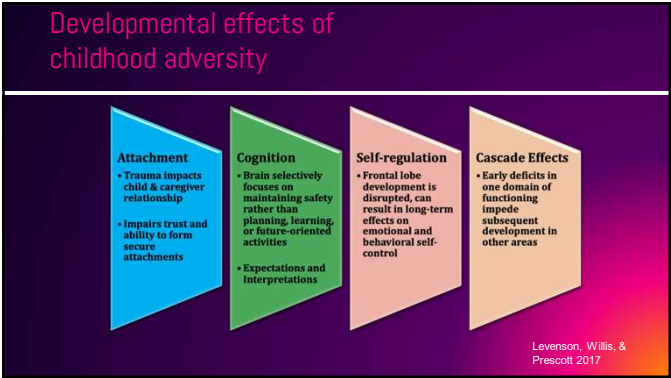 Developmental effects of
childhood adversity
Attachment
• Trauma impacts
child & caregiver
relationship
• Impairs trust and
ability to form
secure
attachments
Cognition
• Brain selectively
focuses on
maintaining safety
rather than
planning, learning,
or future-oriented
activities
• Expectations and
Interpretations
Self-regulation
• Frontal lobe
development is
disrupted, can
result in long-term
effects on
emotional and
behavioral self-
control
Cascade Effects
• Early deficits in
one domain of
functioning
impede
subsequent
development in
other areas
Levenson, Willis, &
Prescott 2017